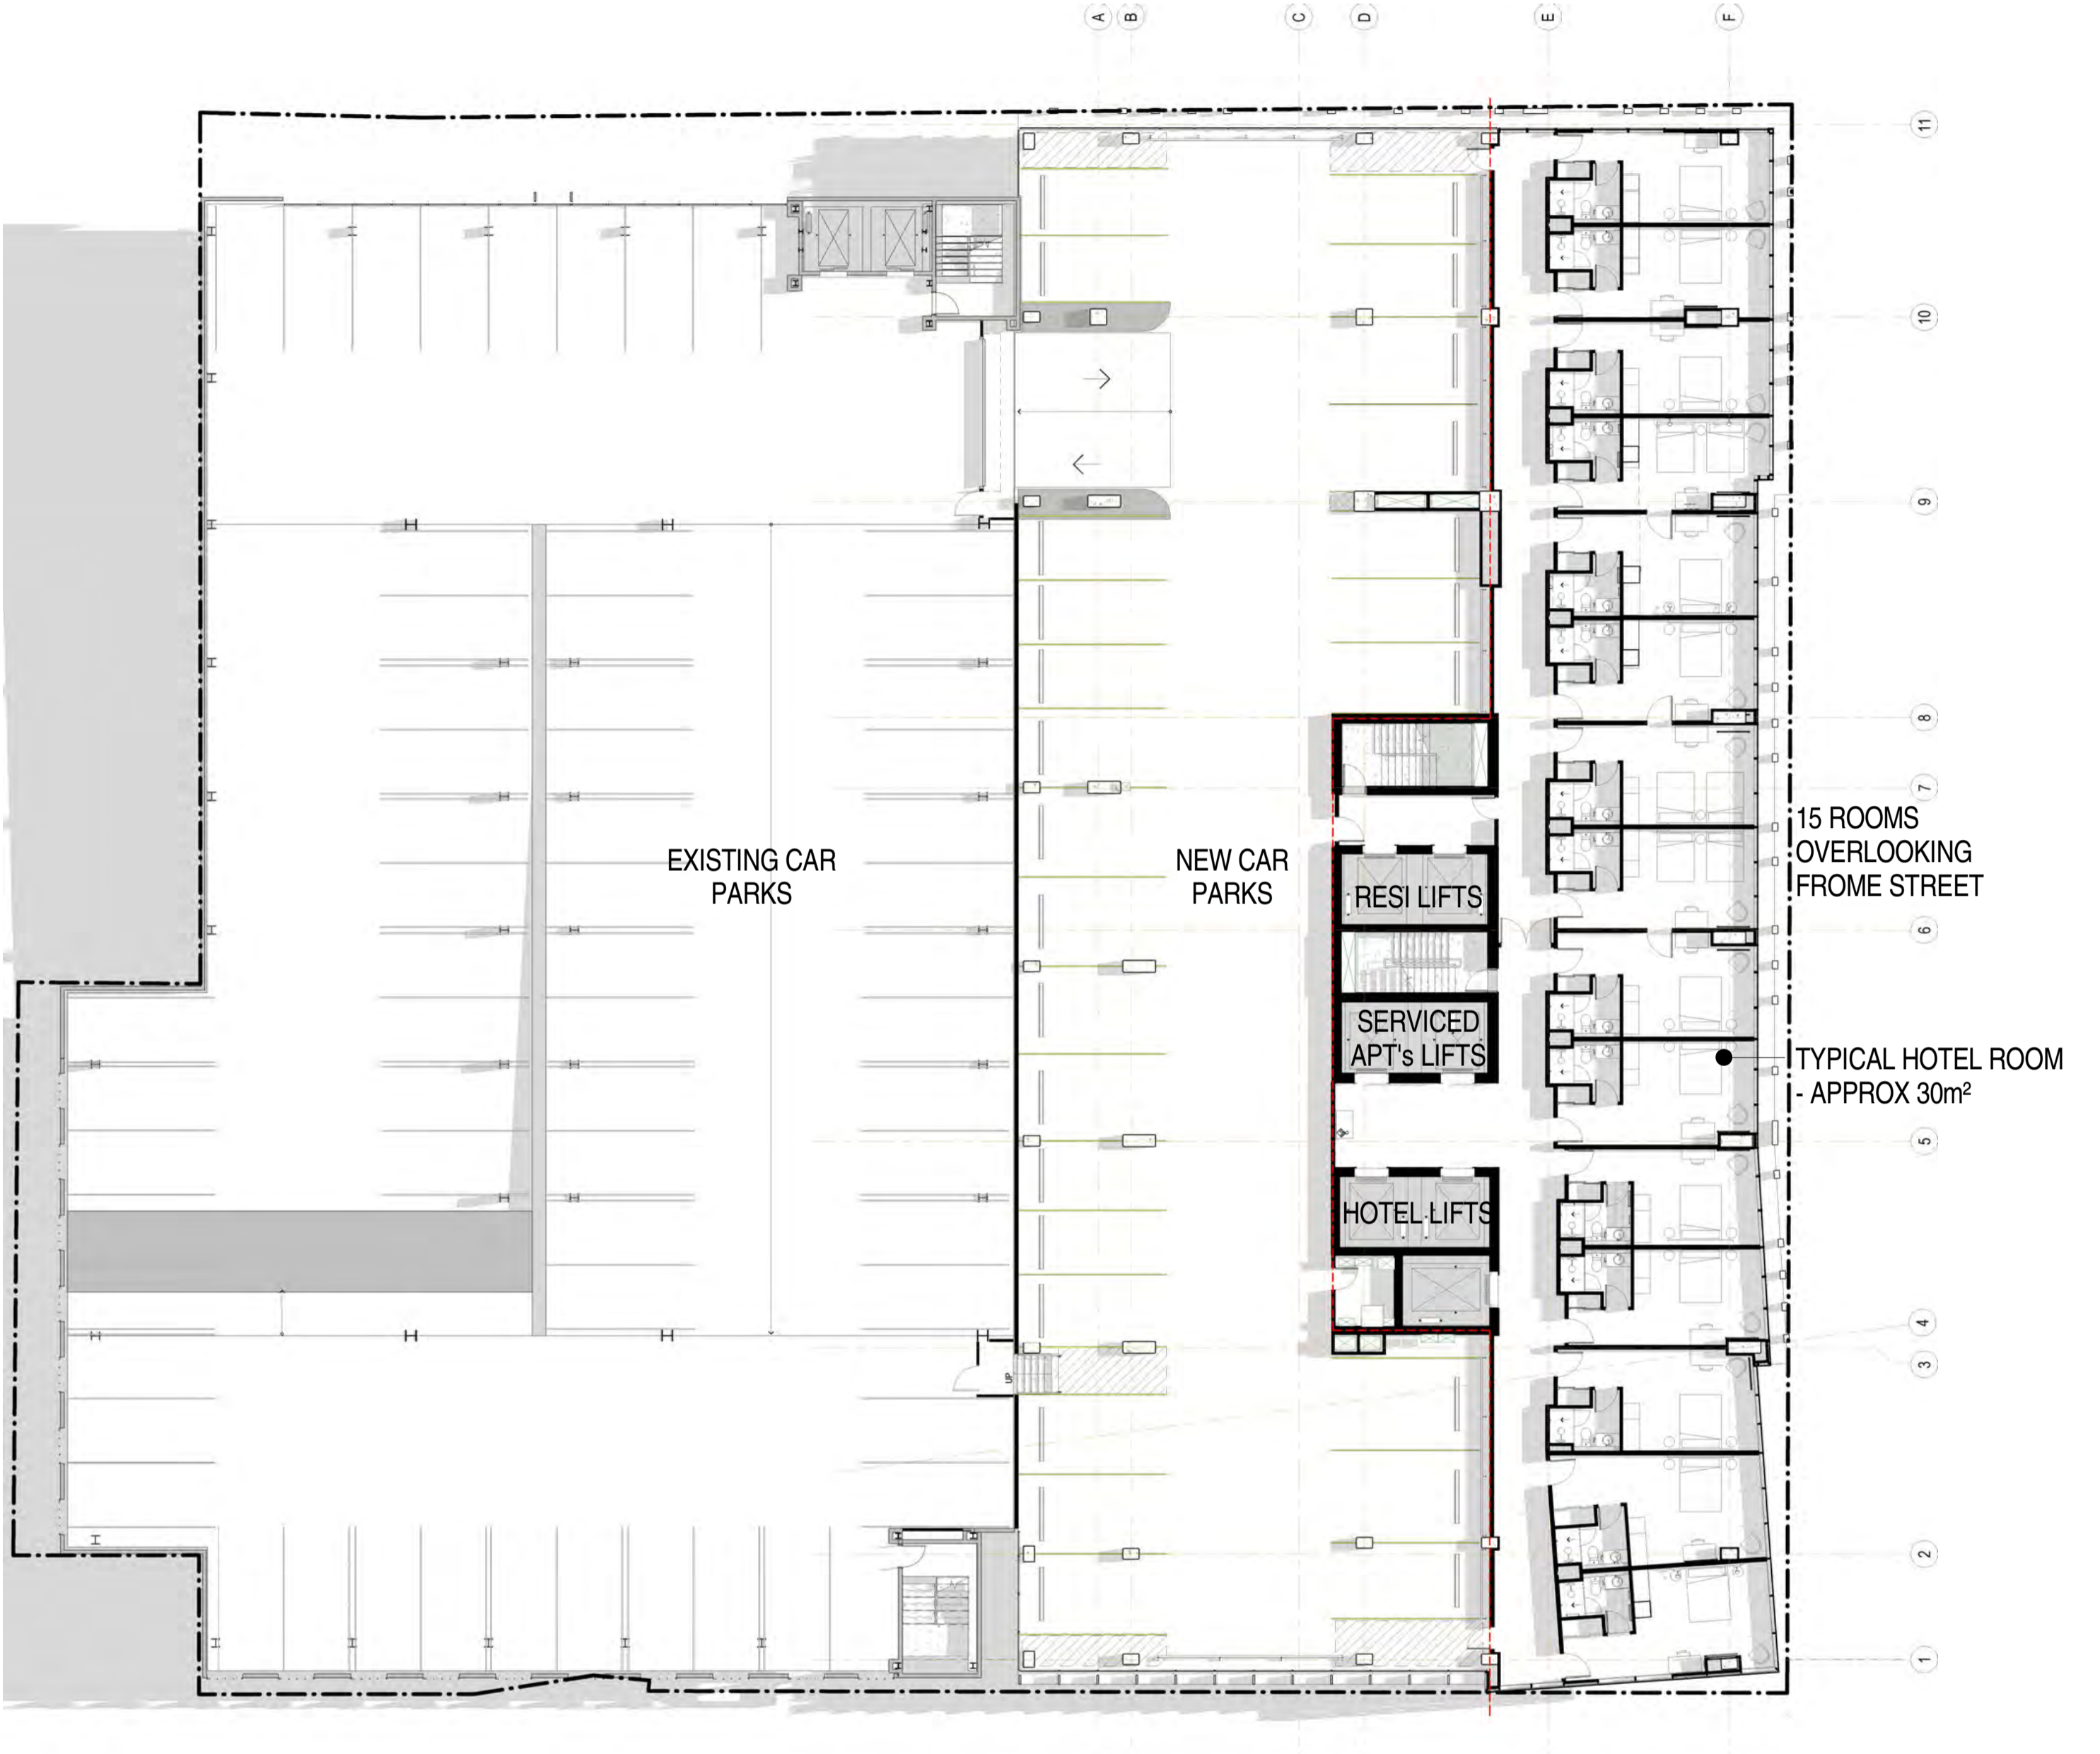 A
B
C
D
E
F
11
10
9
8
7
6
5
4
3
2
1
EXISTING CAR
PARKS
NEW CAR
PARKS
RESI LIFTS
SERVICED
APT's LIFTS
HOTEL LIFTS
UP
15 ROOMS
OVERLOOKING
FROME STREET
TYPICAL HOTEL ROOM
- APPROX 30m²